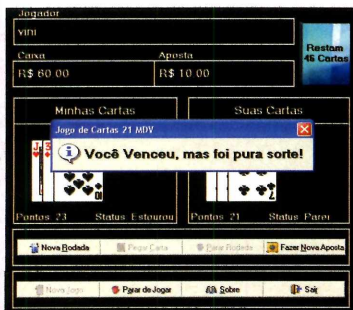 Jogador
vini
Caixa
Aposta
R$ 60.00
R$ 10.00
Restam
45 Cartas
Minhas Cartas
Suas Cartas
Jogo de Cartas 21 MDV
Você Venceu, mas foi pura sorte!
Pontos 23
Status Estourou
Pontos 21
Status Parou
Nova Rodada
Pegar Carta
Parar Rodada
Fazer Nova Aposta
Novo Jogo
Parar de Jogar
Sobre
Sair